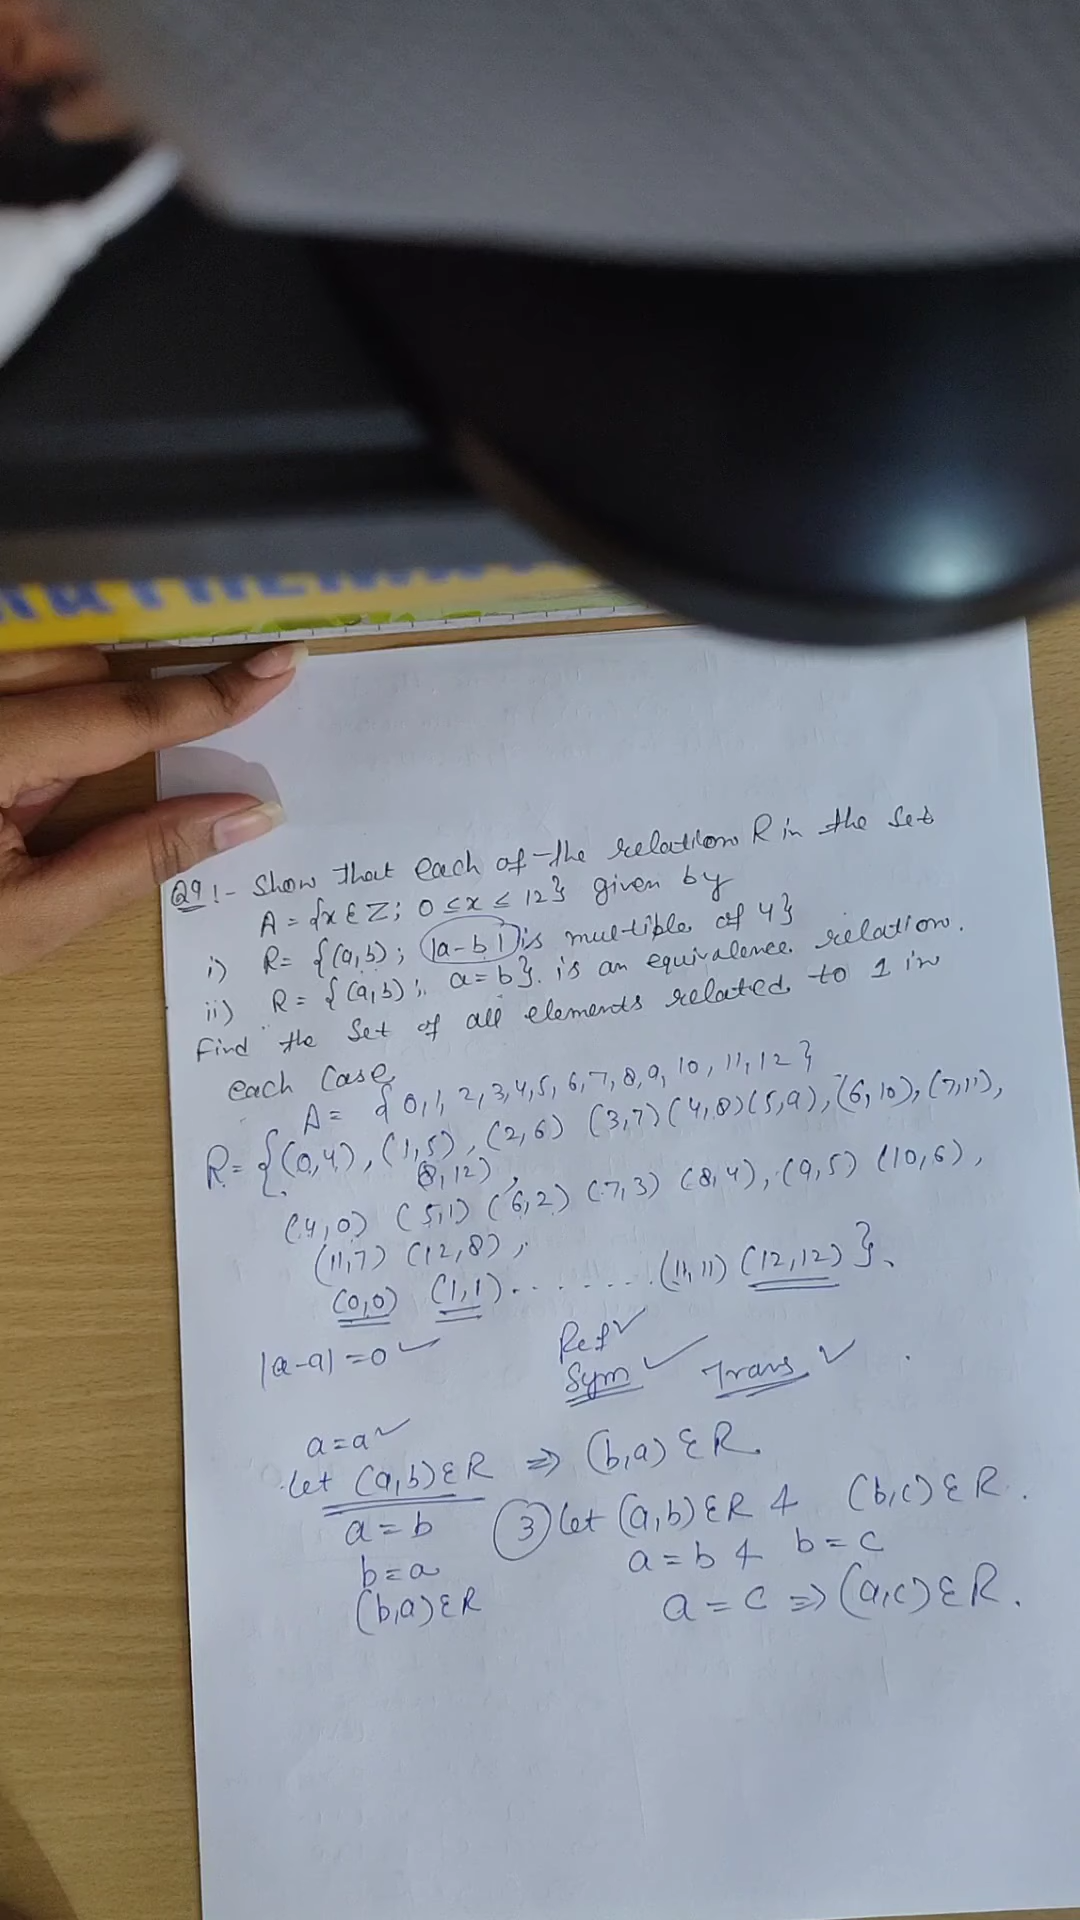 Q9:- Show that each of the relation R in the set
A = {x ε Z; 0 ≤ x ≤ 12} given by
i) R = {(a,b); |a-b| is multible of 4}
ii) R = {(a,b); a=b}. is an equivalence relation.
Find the Set of all elements related to 1 in
each Case
A = {0,1,2,3,4,5,6,7,8,9,10,11,12}
R = {(0,4),(1,5),(2,6) (3,7)(4,8)(5,9),(6,10),(7,11),
(8,12),
(4,0) (5,1) (6,2) (7,3) (8,4),(9,5) (10,6),
(11,7) (12,8),
(0,0) (1,1)........(11,11) (12,12)}.
|a-a| = 0 ✓ Ref ✓
Sym ✓ Trans ✓
a=a ✓
let (a,b) ε R ⇒ (b,a) ε R.
a = b ③ let (a,b) ε R & (b,c) ε R.
b = a a = b & b = c
(b,a) ε R a = c ⇒ (a,c) ε R.